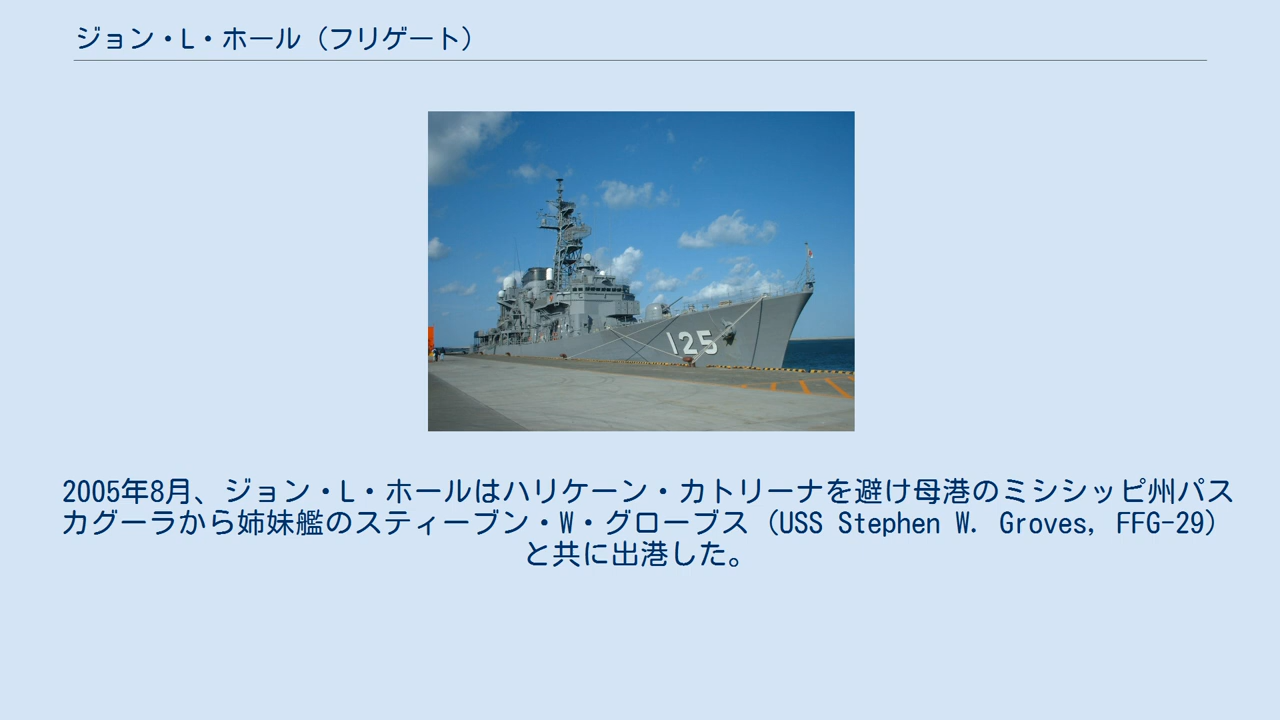 ジョン・L・ホール（フリゲート）
125
2005年8月、ジョン・L・ホールはハリケーン・カトリーナを避け母港のミシシッピ州パス
カグーラから姉妹艦のスティーブン・W・グローブス（USS Stephen W. Groves, FFG-29）
と共に出港した。